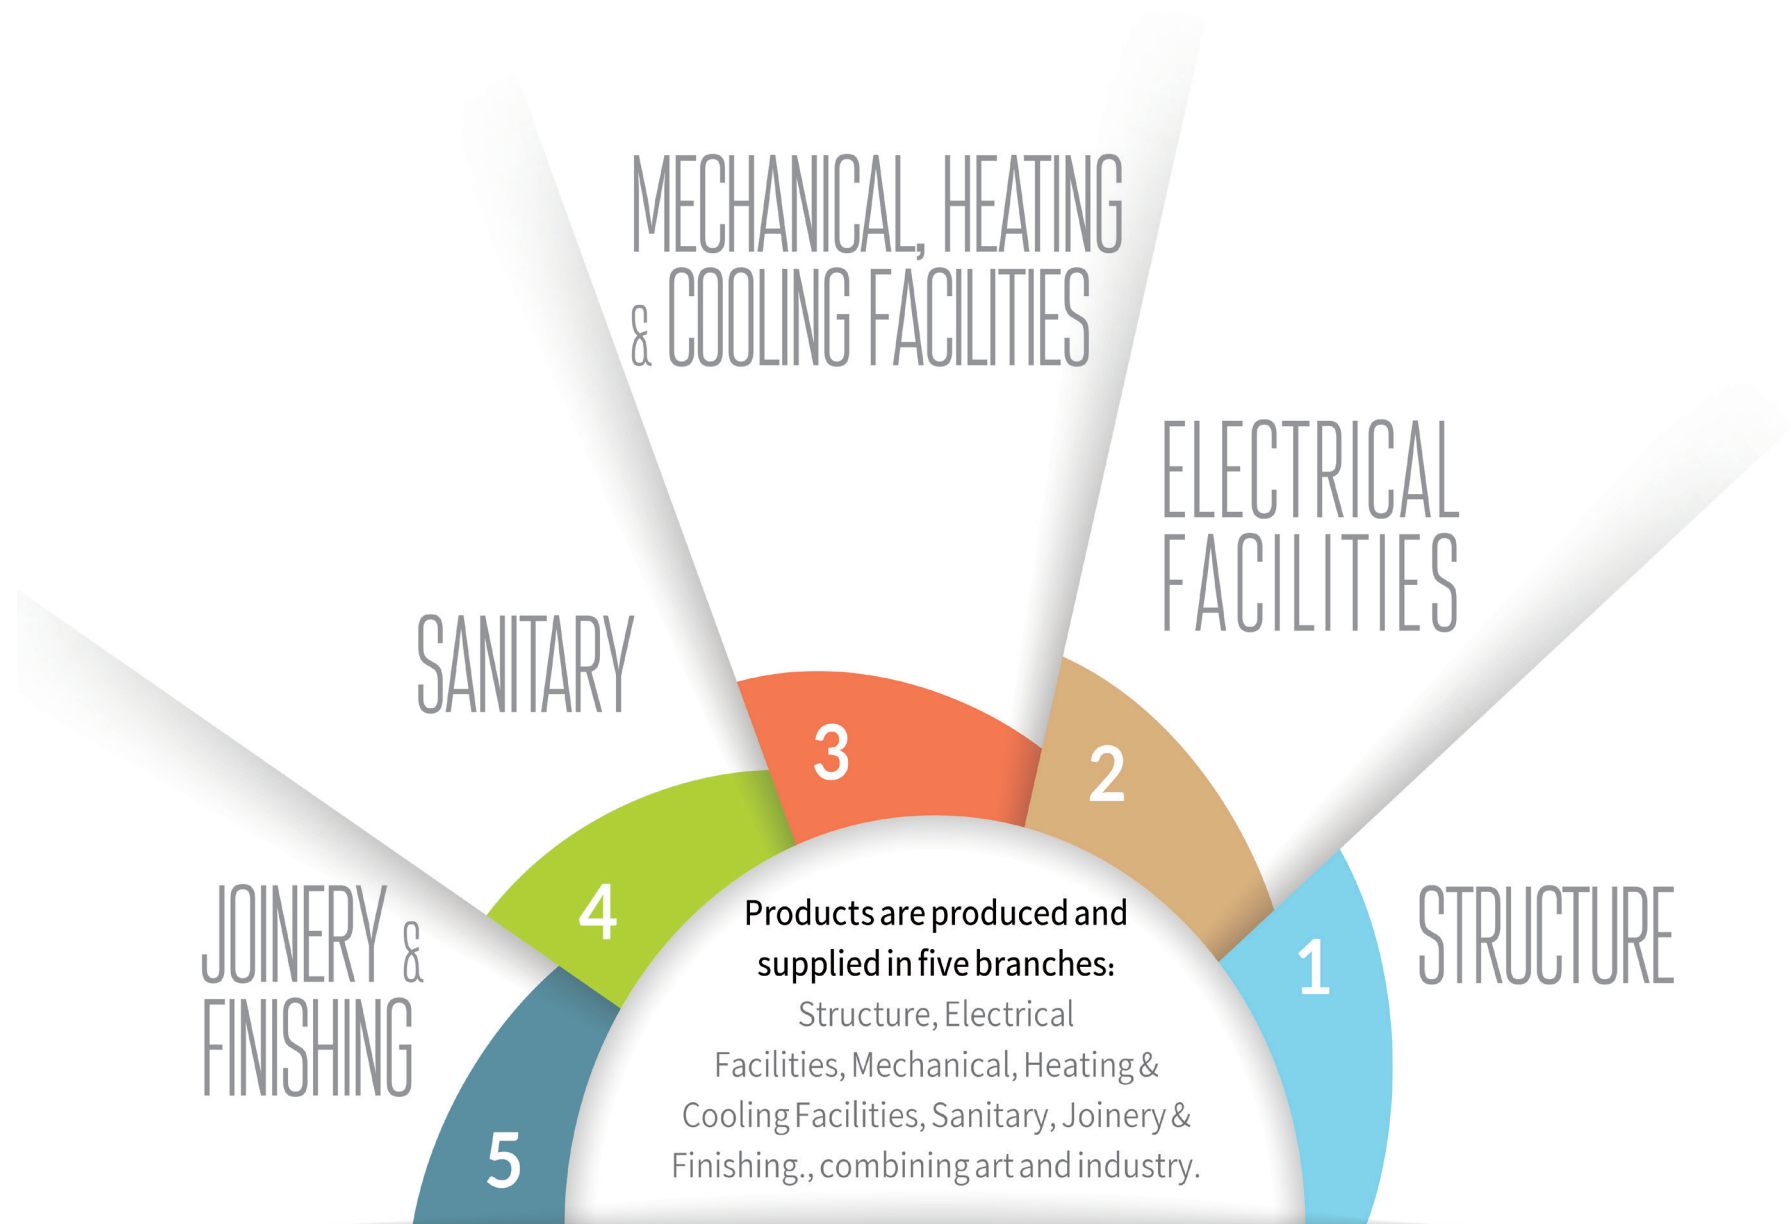 MECHANICAL, HEATING
& COOLING FACILITIES
ELECTRICAL
FACILITIES
SANITARY
JOINERY &
FINISHING
STRUCTURE
3
2
4
1
5
Products are produced and
supplied in five branches:
Structure, Electrical
Facilities, Mechanical, Heating &
Cooling Facilities, Sanitary, Joinery &
Finishing., combining art and industry.